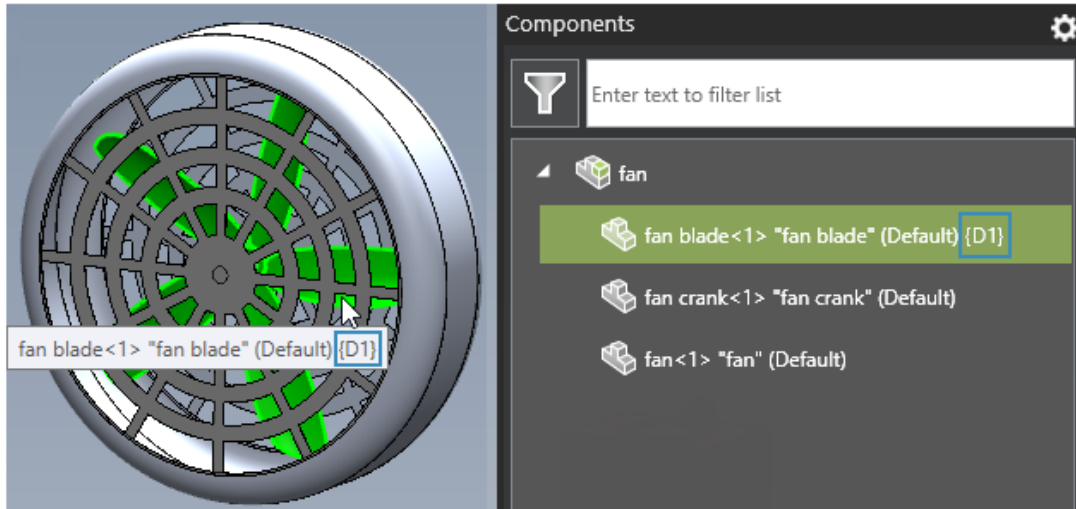 Components
Enter text to filter list
fan
fan blade<1> "fan blade" (Default) {D1}
fan crank<1> "fan crank" (Default)
fan<1> "fan" (Default)
fan blade<1> "fan blade" (Default) {D1}